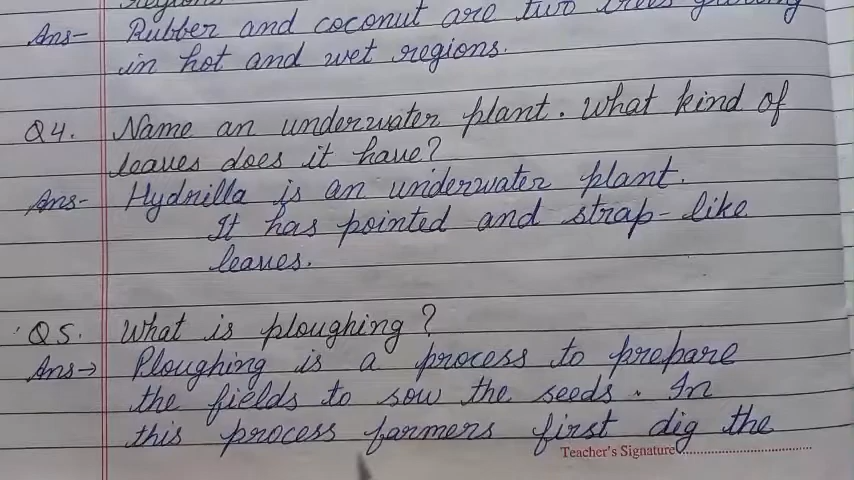 regions.
Ans- Rubber and coconut are two trees growing
in hot and wet regions.
Q4. Name an underwater plant. What kind of
leaves does it have?
Ans- Hydrilla is an underwater plant.
It has pointed and strap-like
leaves.
Q5. What is ploughing?
Ans→ Ploughing is a process to prepare
the fields to sow the seeds. In
this process farmers first dig the
Teacher's Signature